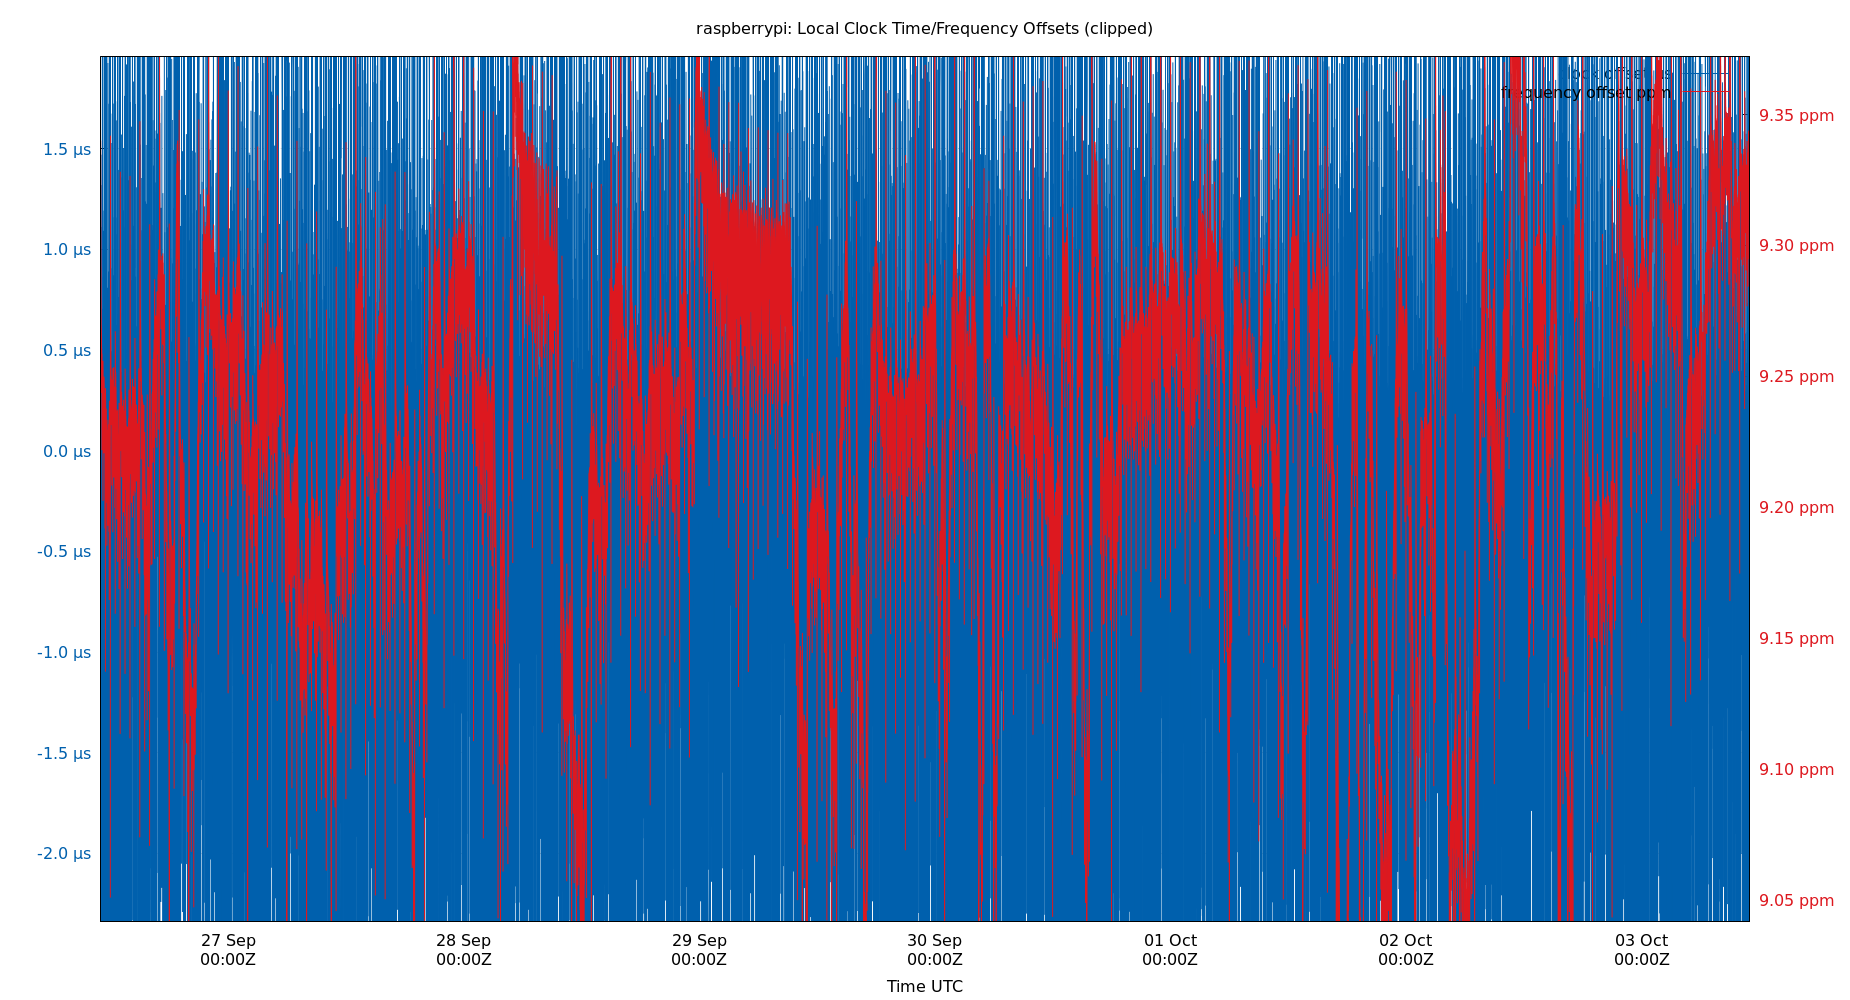 raspberrypi: Local Clock Time/Frequency Offsets (clipped)
frequency offset ppm
1.5 µs
1.0 µs
0.5 µs
0.0 µs
-0.5 µs
-1.0 µs
-1.5 µs
-2.0 µs
9.35 ppm
9.30 ppm
9.25 ppm
9.20 ppm
9.15 ppm
9.10 ppm
9.05 ppm
27 Sep 28 Sep 29 Sep 30 Sep 01 Oct 02 Oct 03 Oct
00:00Z 00:00Z 00:00Z 00:00Z 00:00Z 00:00Z 00:00Z
Time UTC